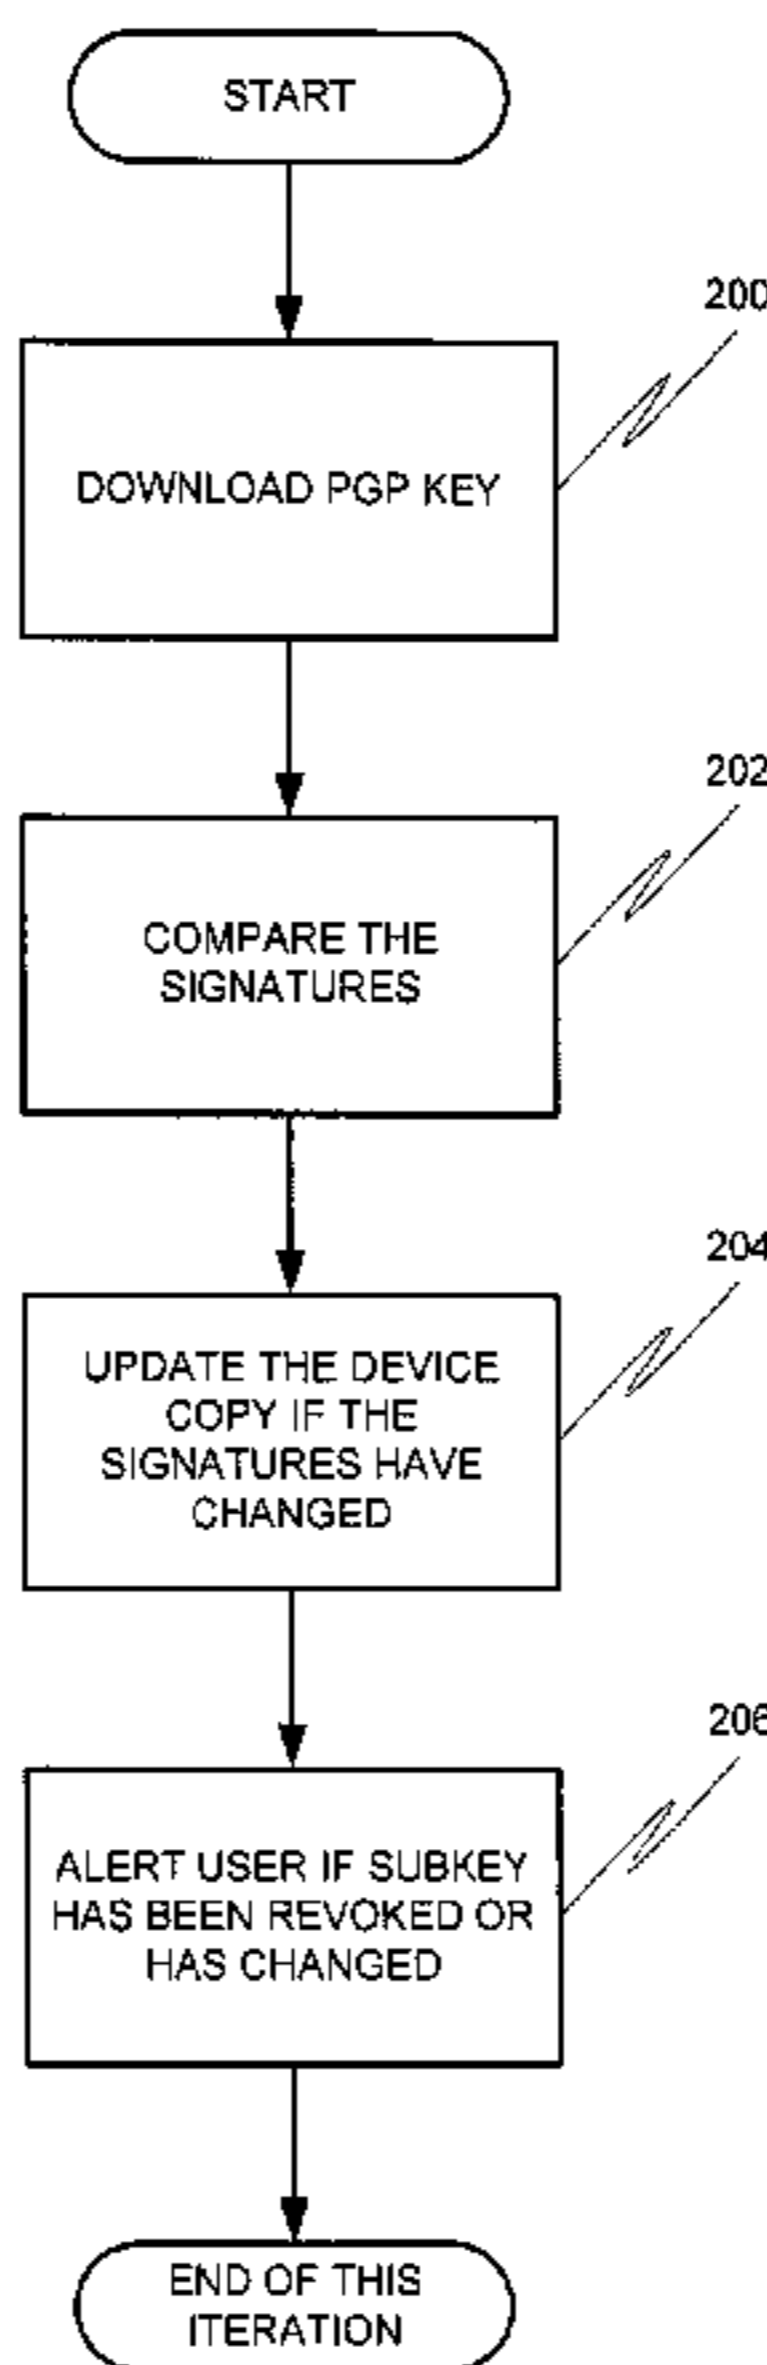 START
200
DOWNLOAD PGP KEY
202
COMPARE THE
SIGNATURES
204
UPDATE THE DEVICE
COPY IF THE
SIGNATURES HAVE
CHANGED
206
ALERT USER IF SUBKEY
HAS BEEN REVOKED OR
HAS CHANGED
END OF THIS
ITERATION